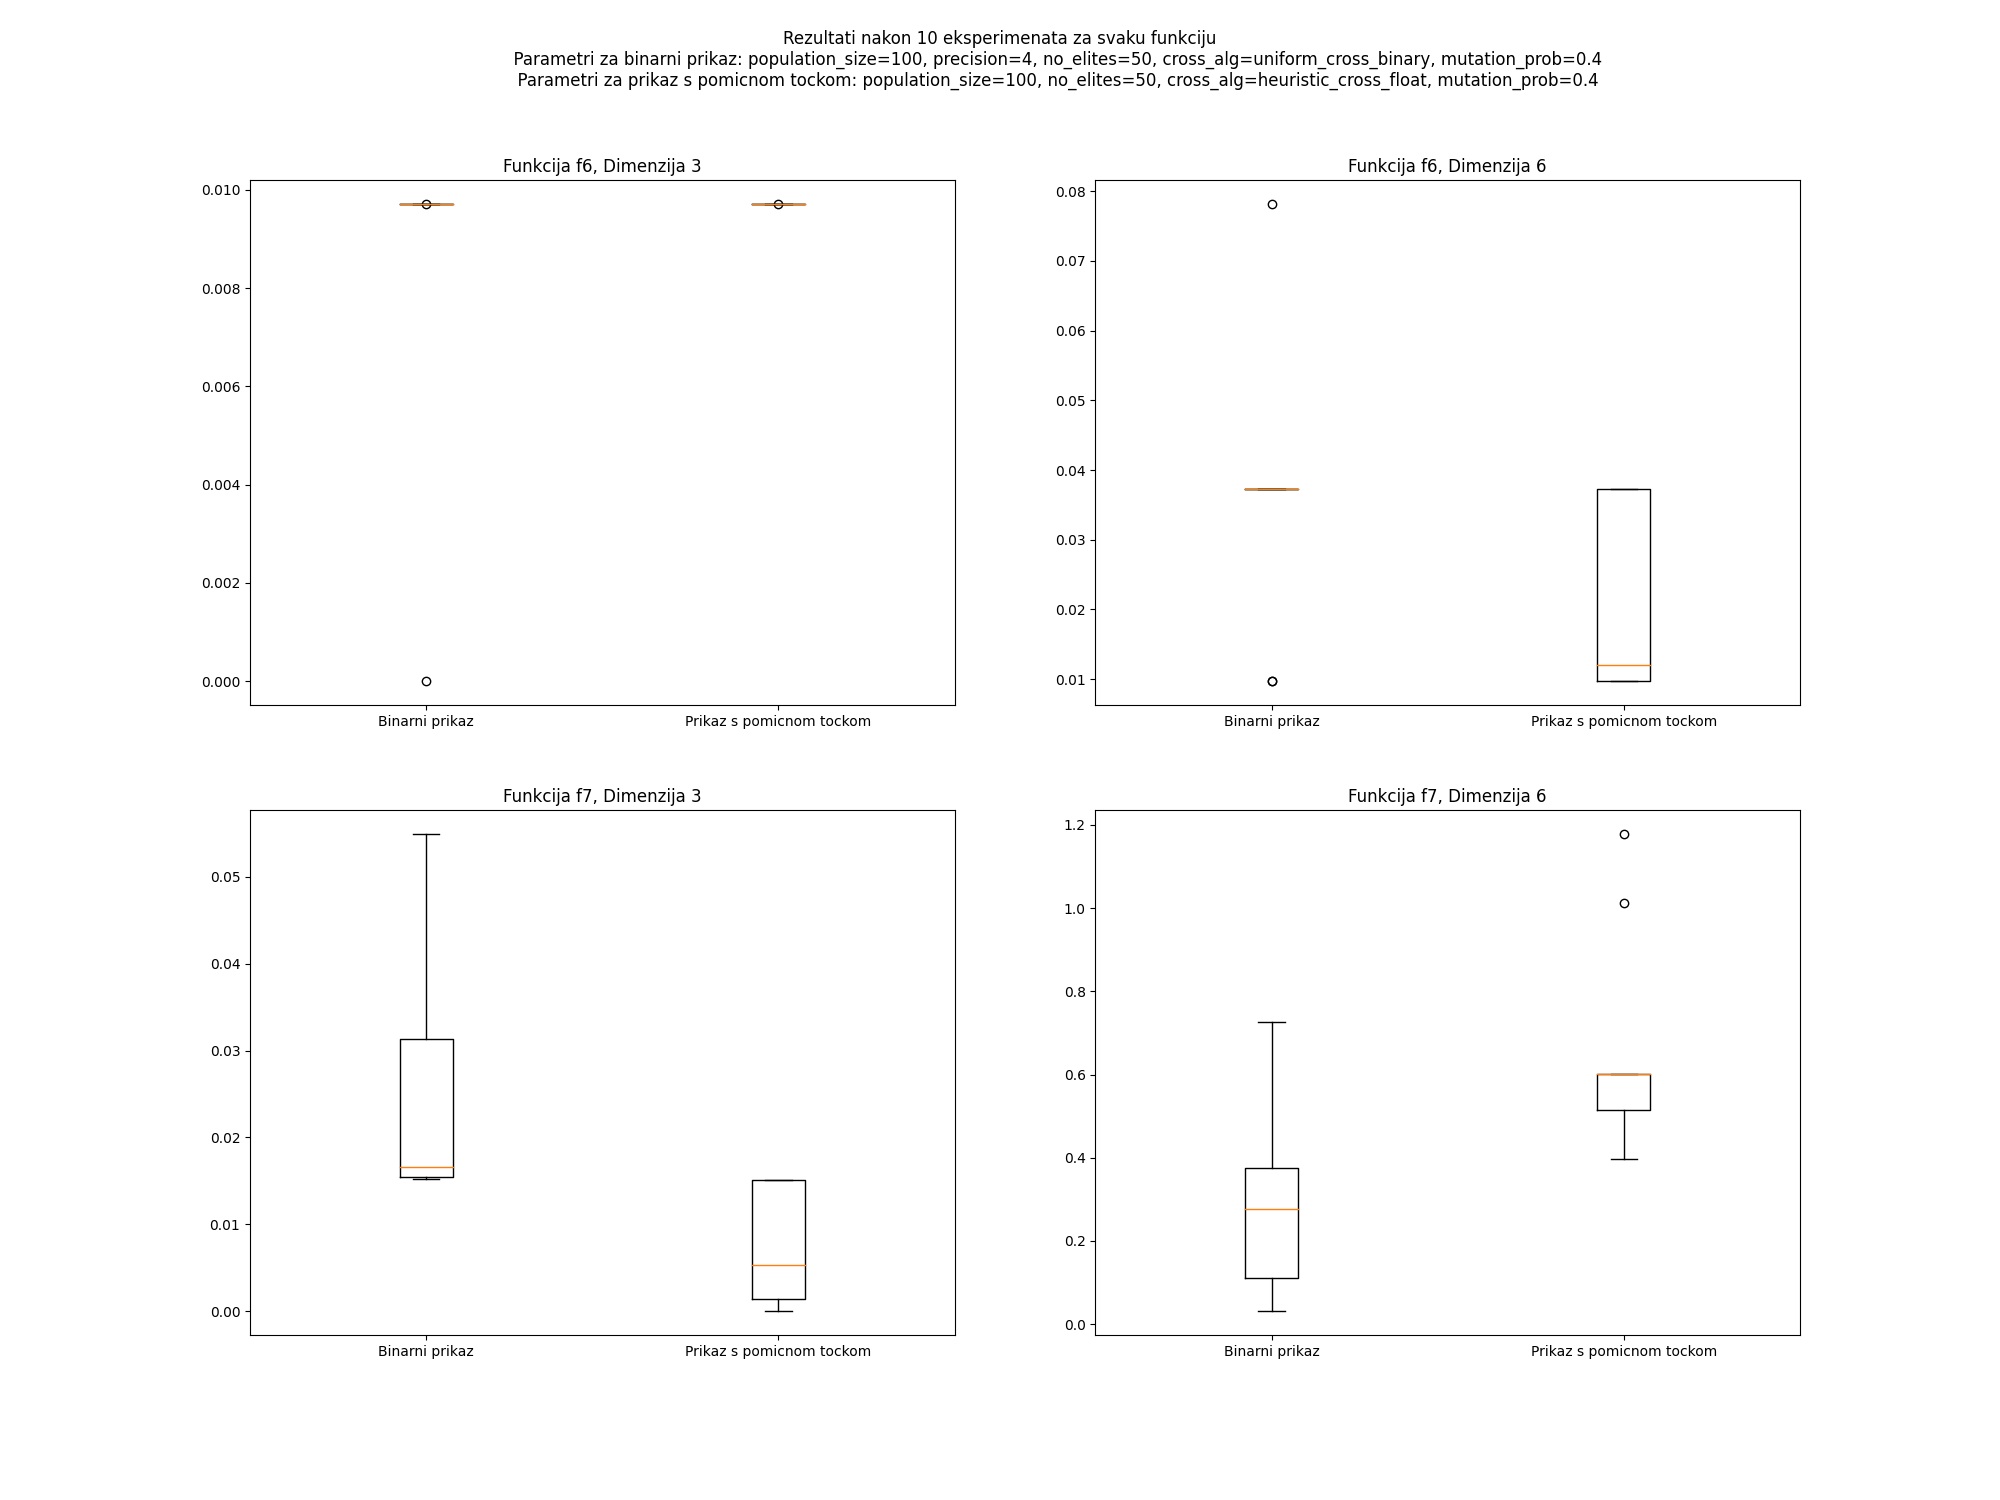 Rezultati nakon 10 eksperimenata za svaku funkciju
Parametri za binarni prikaz: population_size=100, precision=4, no_elites=50, cross_alg=uniform_cross_binary, mutation_prob=0.4
Parametri za prikaz s pomicnom tockom: population_size=100, no_elites=50, cross_alg=heuristic_cross_float, mutation_prob=0.4
Funkcija f6, Dimenzija 3
0.010
0.008
0.006
0.004
0.002
0.000
Binarni prikaz
Prikaz s pomicnom tockom
Funkcija f6, Dimenzija 6
0.08
0.07
0.06
0.05
0.04
0.03
0.02
0.01
Binarni prikaz
Prikaz s pomicnom tockom
Funkcija f7, Dimenzija 3
0.05
0.04
0.03
0.02
0.01
0.00
Binarni prikaz
Prikaz s pomicnom tockom
Funkcija f7, Dimenzija 6
1.2
1.0
0.8
0.6
0.4
0.2
0.0
Binarni prikaz
Prikaz s pomicnom tockom